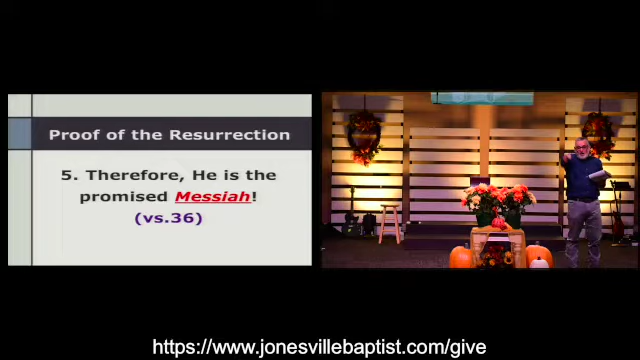 Proof of the Resurrection
5. Therefore, He is the
promised Messiah!
(vs.36)
https://www.jonesvillebaptist.com/give